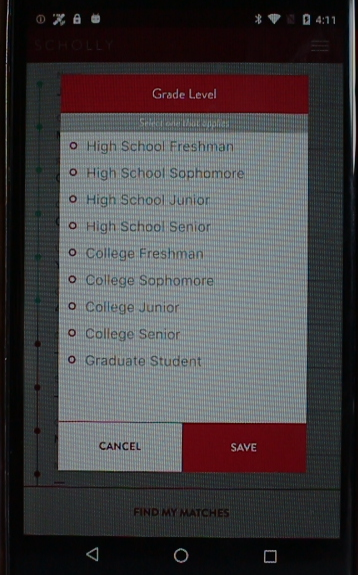 4:11
SCHOLLY
Grade Level
Select one that applies
High School Freshman
High School Sophomore
High School Junior
High School Senior
College Freshman
College Sophomore
College Junior
College Senior
Graduate Student
CANCEL
SAVE
FIND MY MATCHES